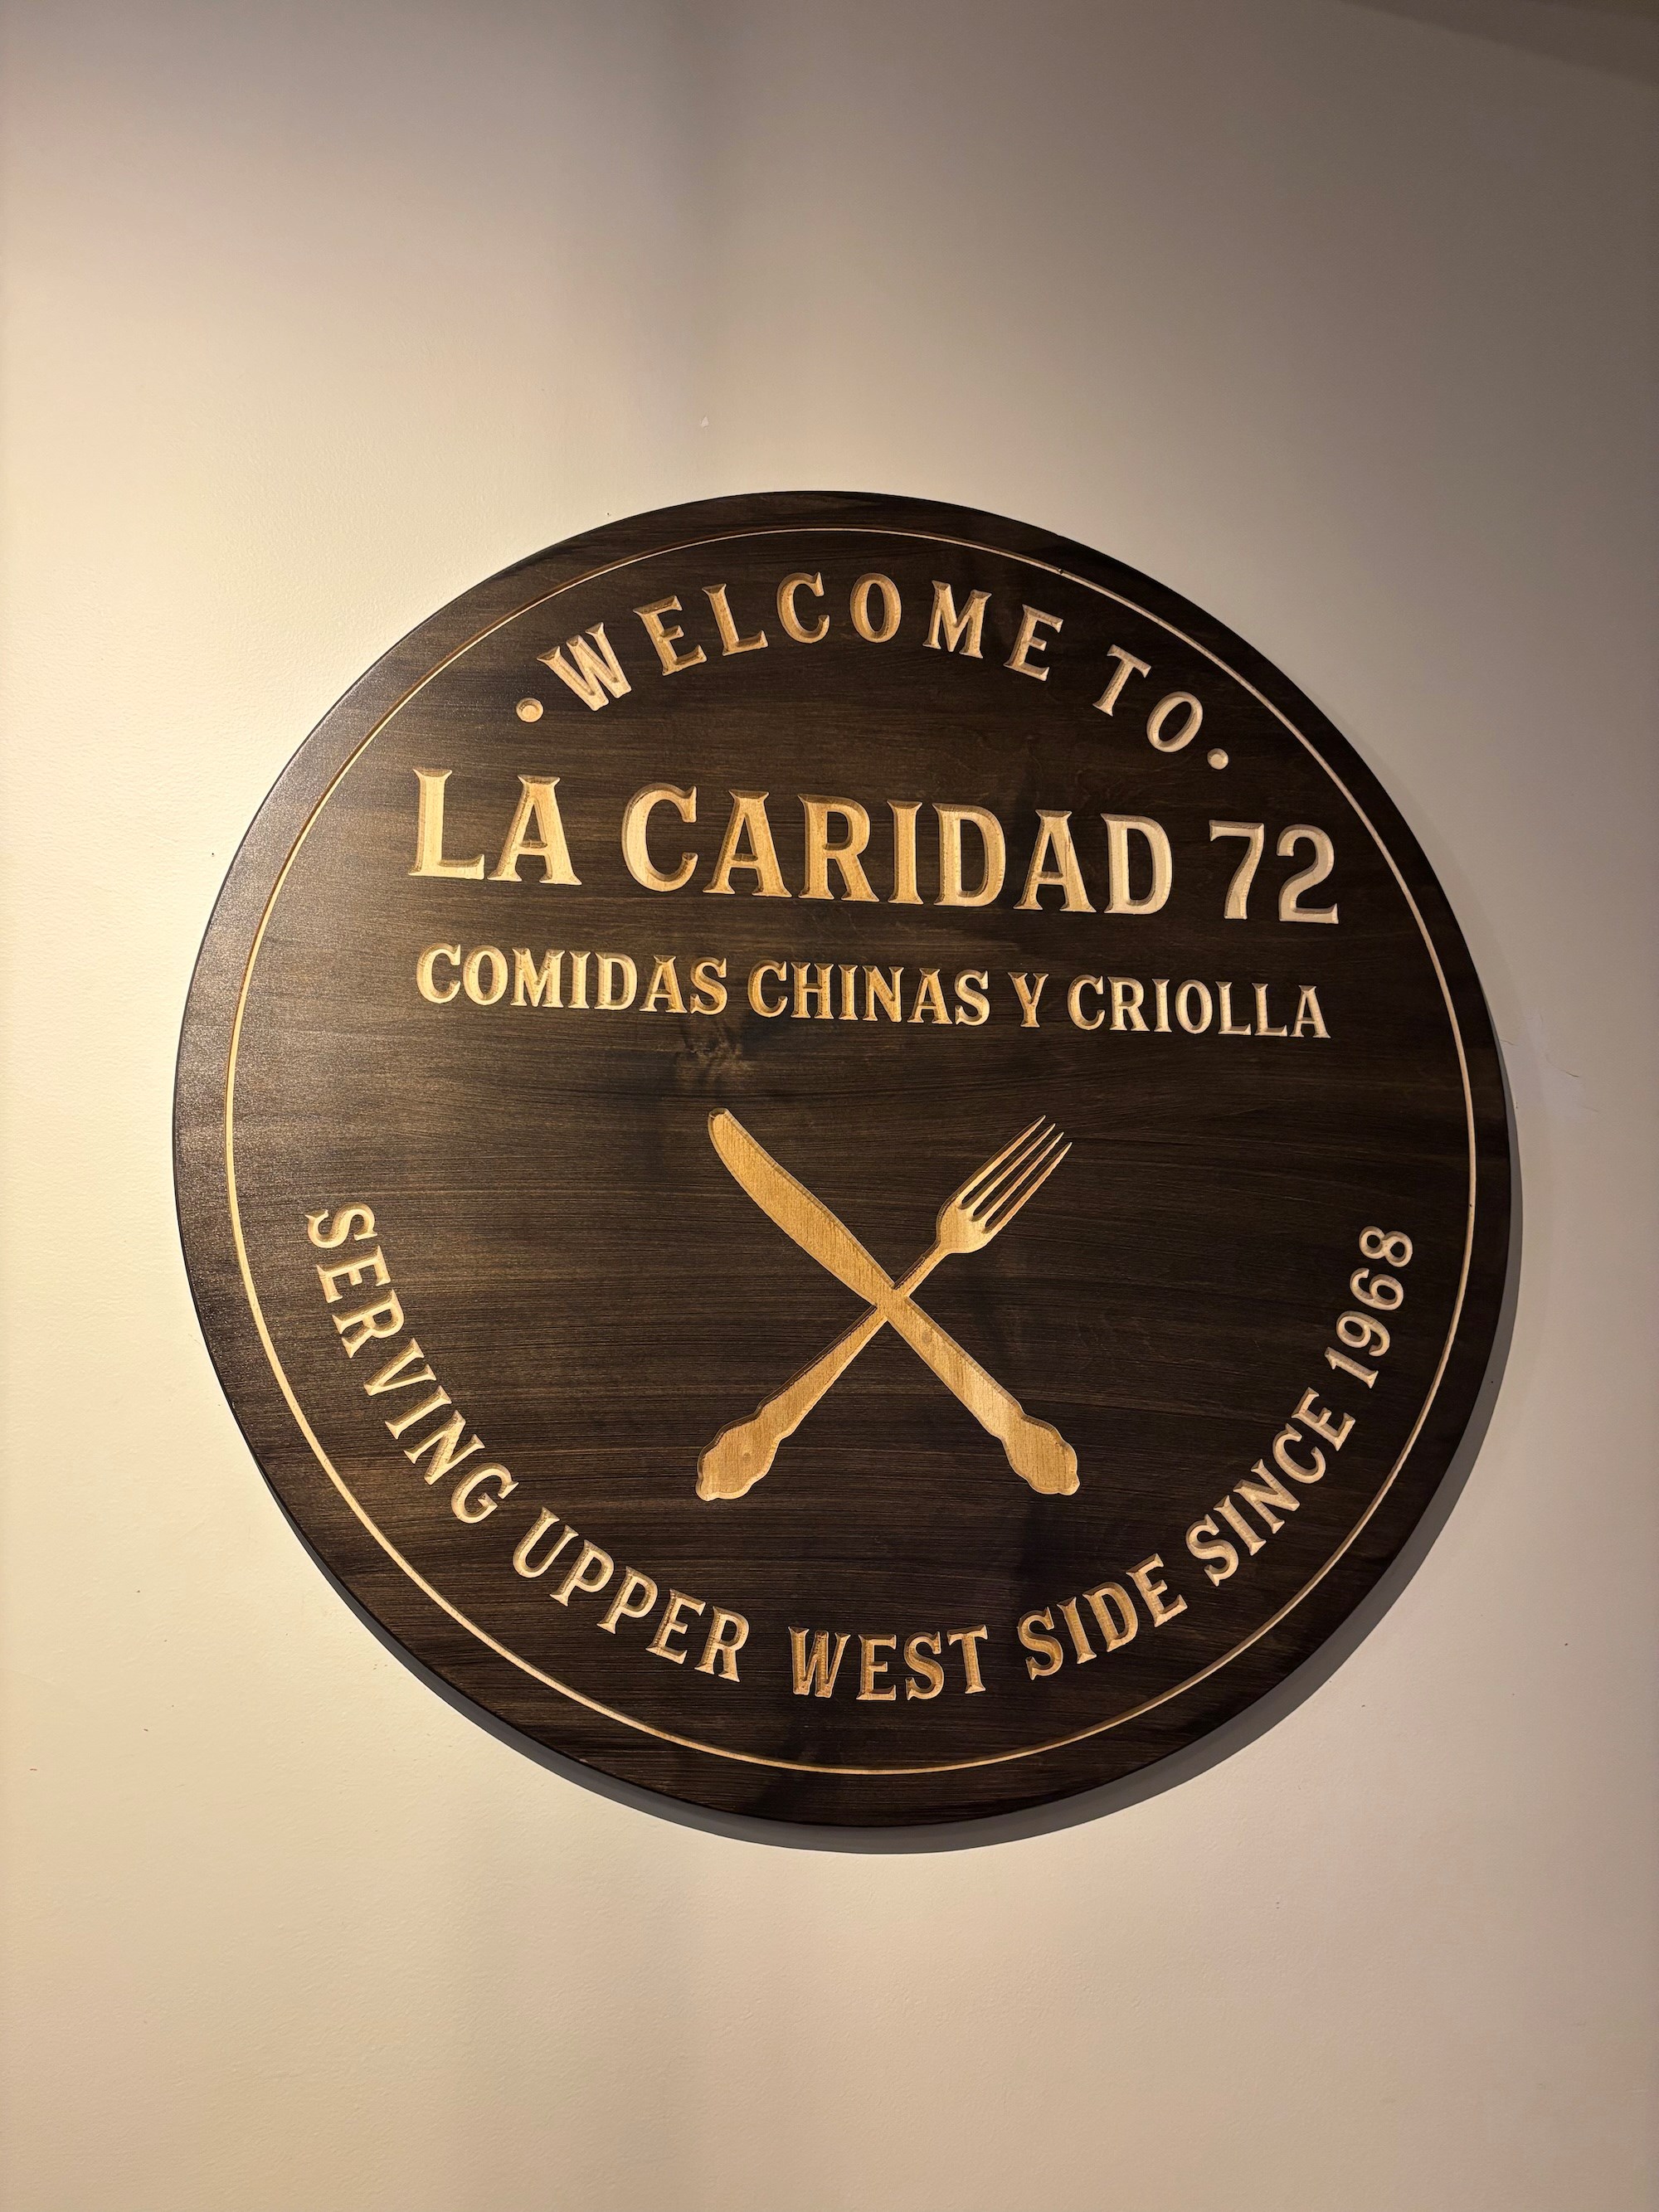 • WELCOME TO •
LA CARIDAD 72
COMIDAS CHINAS Y CRIOLLA
SERVING UPPER WEST SIDE SINCE 1968